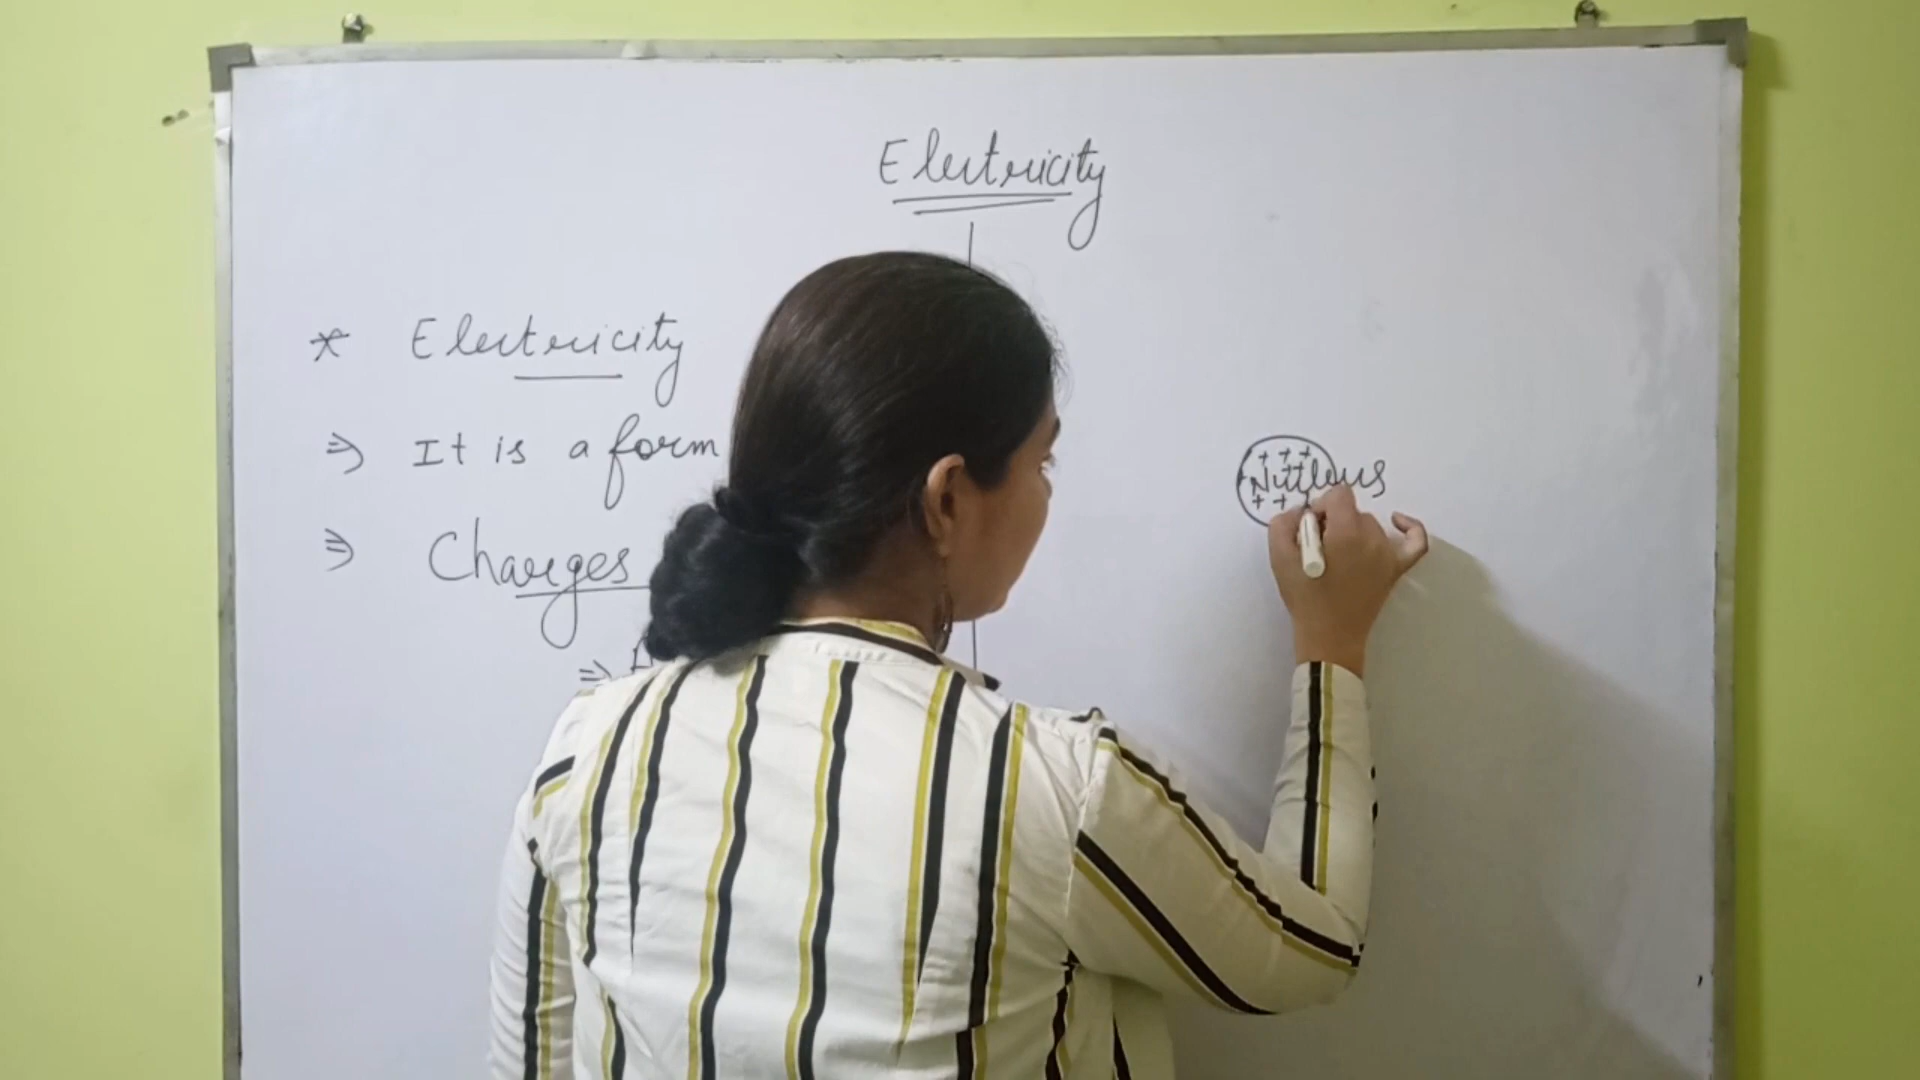 Electricity
* Electricity
⇒ It is a form
⇒ Charges
⇒
+ + +
Nucleus
+ +